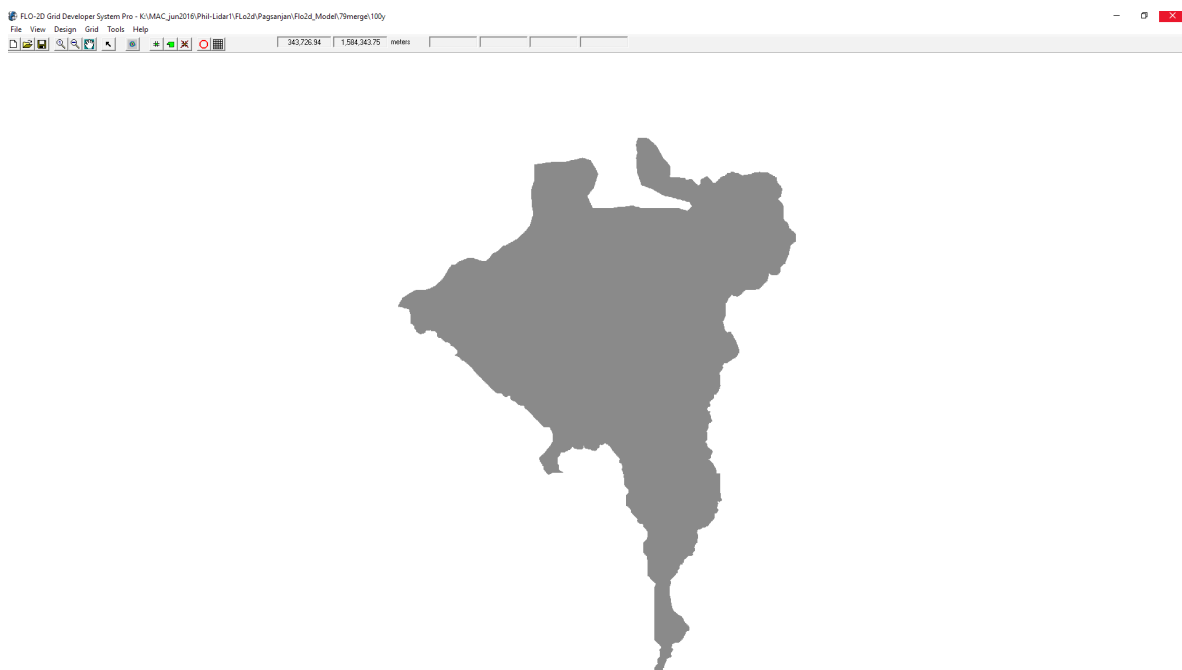 FLO-2D Grid Developer System Pro - K:\MAC_jun2016\Phil-Lidar1\FLo2d\Pagsanjan\Flo2d_Model\79merge\100y
File View Design Grid Tools Help
343,726.94 1,584,343.75 meters